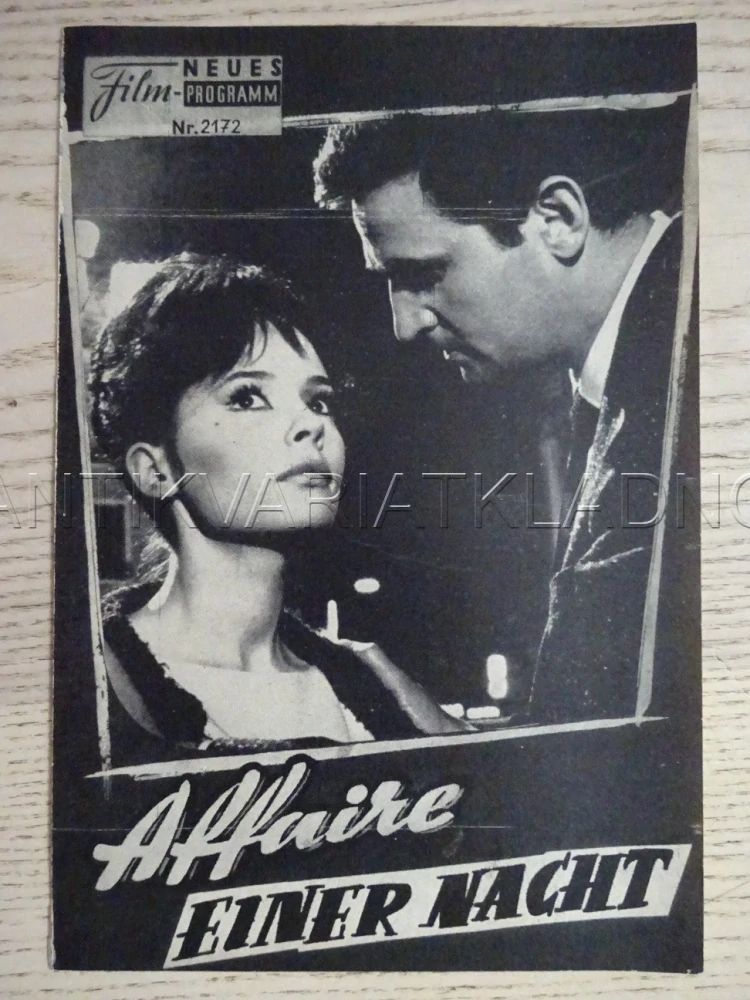 NEUES
Film-PROGRAMM
Nr. 2172
ANTIKVARIATKLADNO
Affaire
EINER NACHT